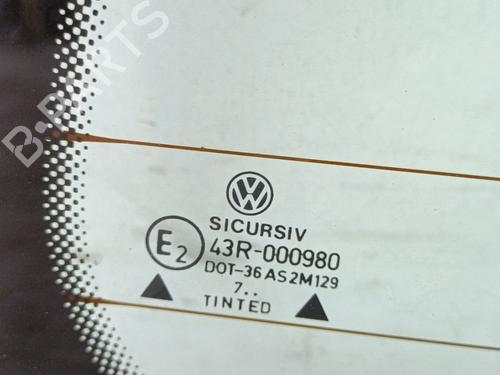 B-PARTS
SICURSIV
E2
43R-000980
DOT-36 AS2M129
7..
TINTED